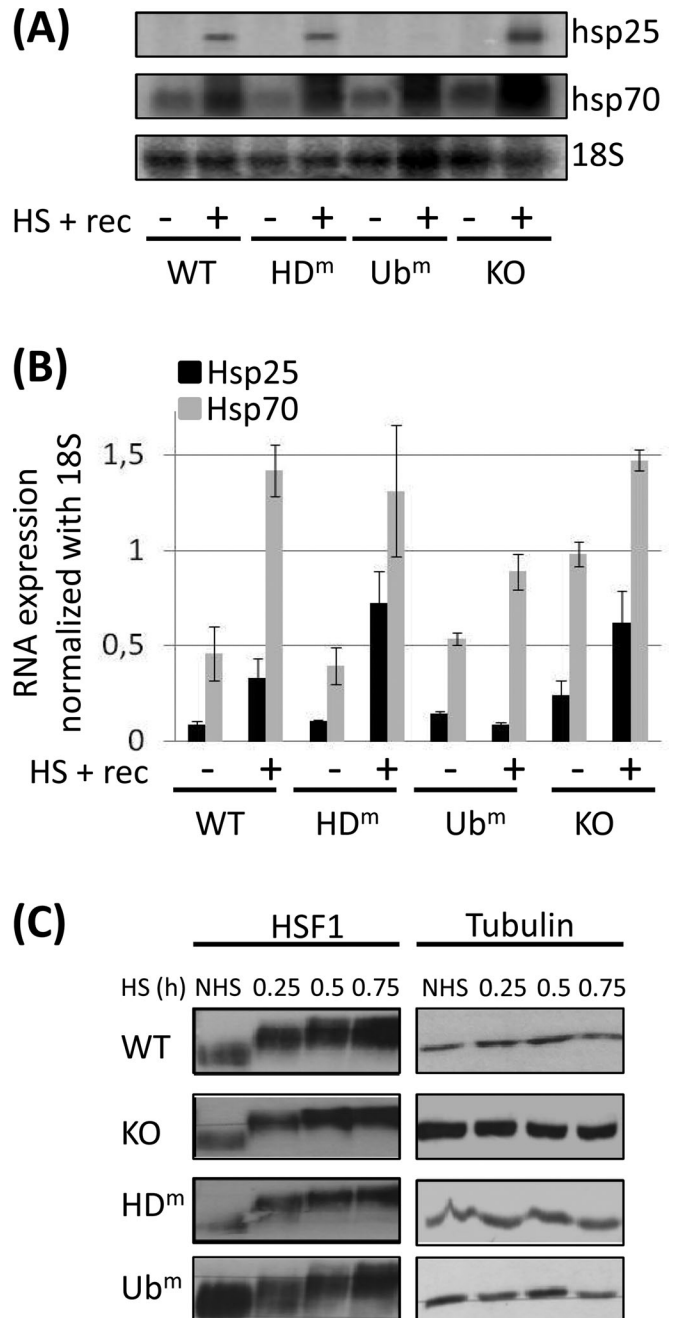 (A)
hsp25
hsp70
18S
HS + rec - + - + - + - +
WT HDᵐ Ubᵐ KO
(B)
Hsp25
Hsp70
RNA expression
normalized with 18S
1,5
1
0,5
0
HS + rec - + - + - + - +
WT HDᵐ Ubᵐ KO
(C)
HSF1 Tubulin
HS (h) NHS 0.25 0.5 0.75 NHS 0.25 0.5 0.75
WT
KO
HDᵐ
Ubᵐ